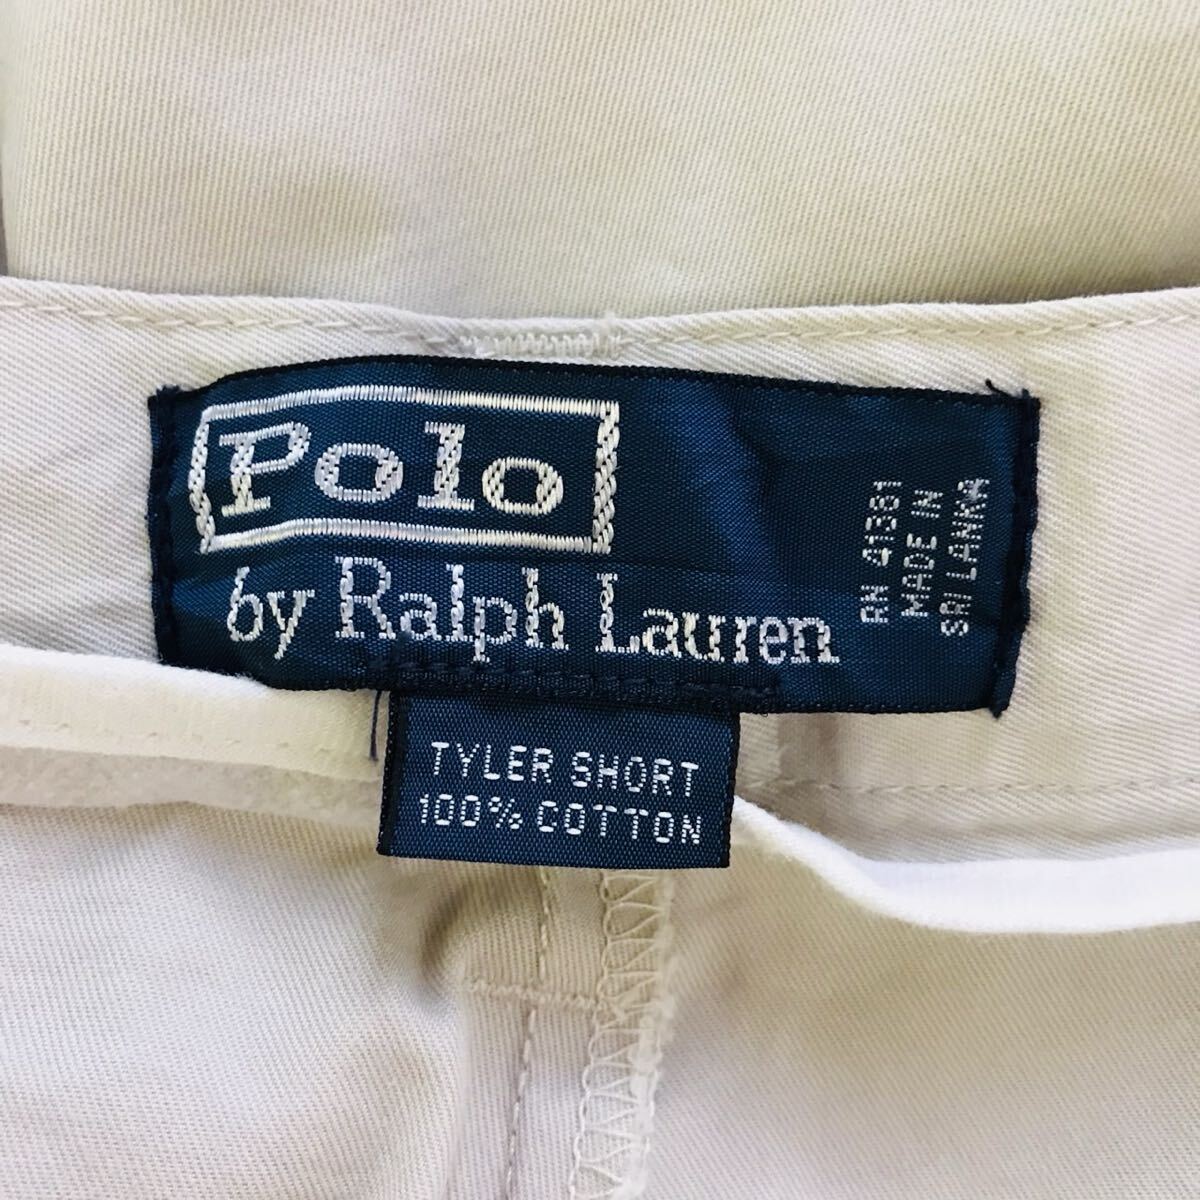 Polo
by Ralph Lauren
RN 41381
MADE IN
SRI LANKA
TYLER SHORT
100% COTTON